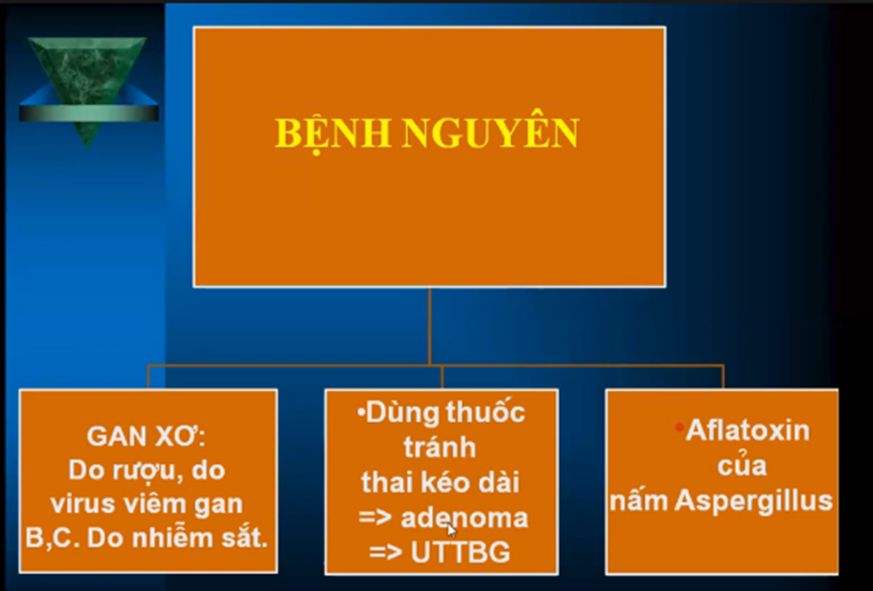 BỆNH NGUYÊN
GAN XƠ:
Do rượu, do
virus viêm gan
B,C. Do nhiễm sắt.
•Dùng thuốc
tránh
thai kéo dài
=> adenoma
=> UTTBG
•Aflatoxin
của
nấm Aspergillus